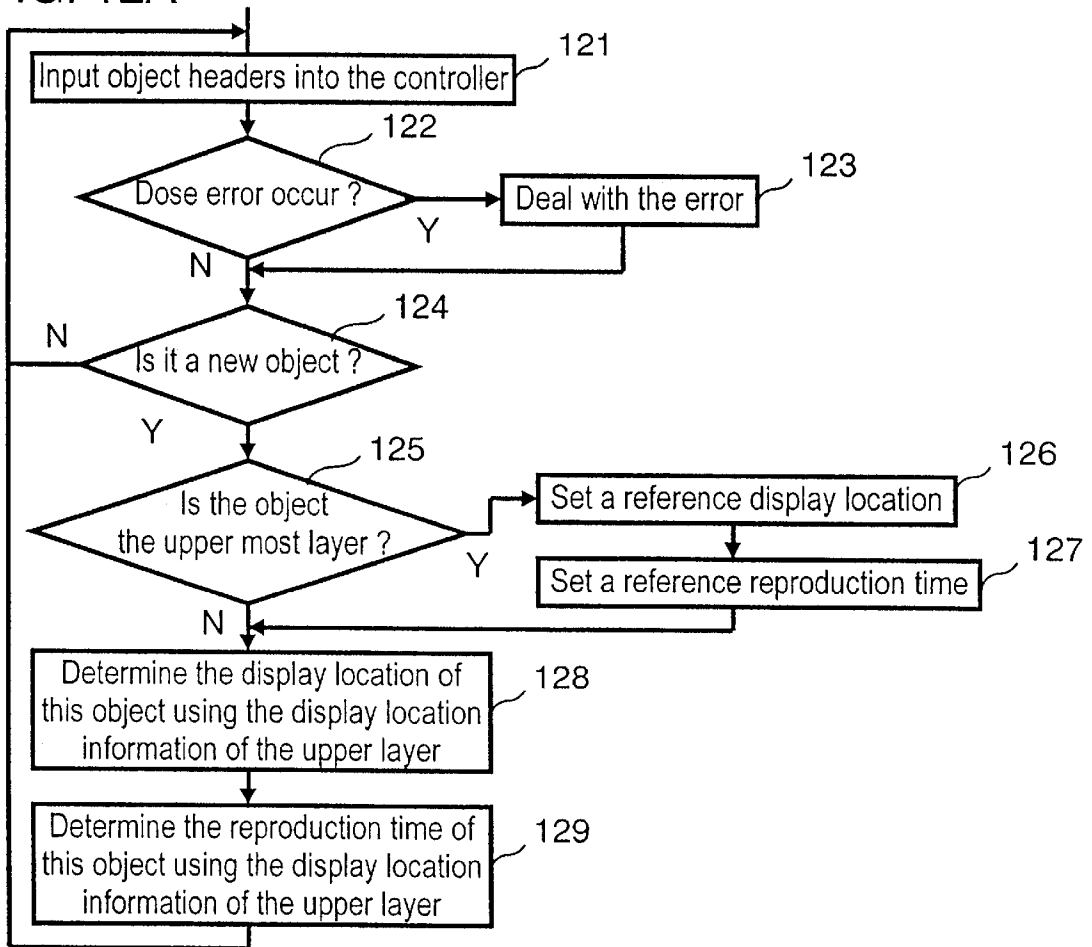 121
Input object headers into the controller
122
Dose error occur ?
123
Deal with the error
Y
N
124
N
Is it a new object ?
Y
125
126
Is the object
the upper most layer ?
Set a reference display location
Y
127
Set a reference reproduction time
N
Determine the display location of
this object using the display location
information of the upper layer
128
Determine the reproduction time of
this object using the display location
information of the upper layer
129